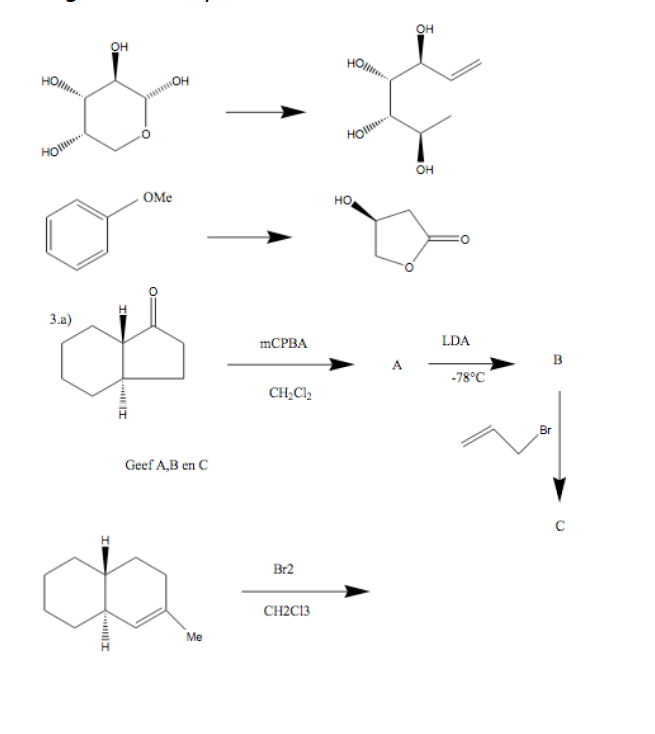 OH
HO
OH
HO
O
OH
HO
HO
OH
OMe
HO
O
O
3.a)
H
O
H
mCPBA
CH₂Cl₂
A
LDA
-78°C
B
Br
Geef A,B en C
C
H
H
Me
Br2
CH2Cl3